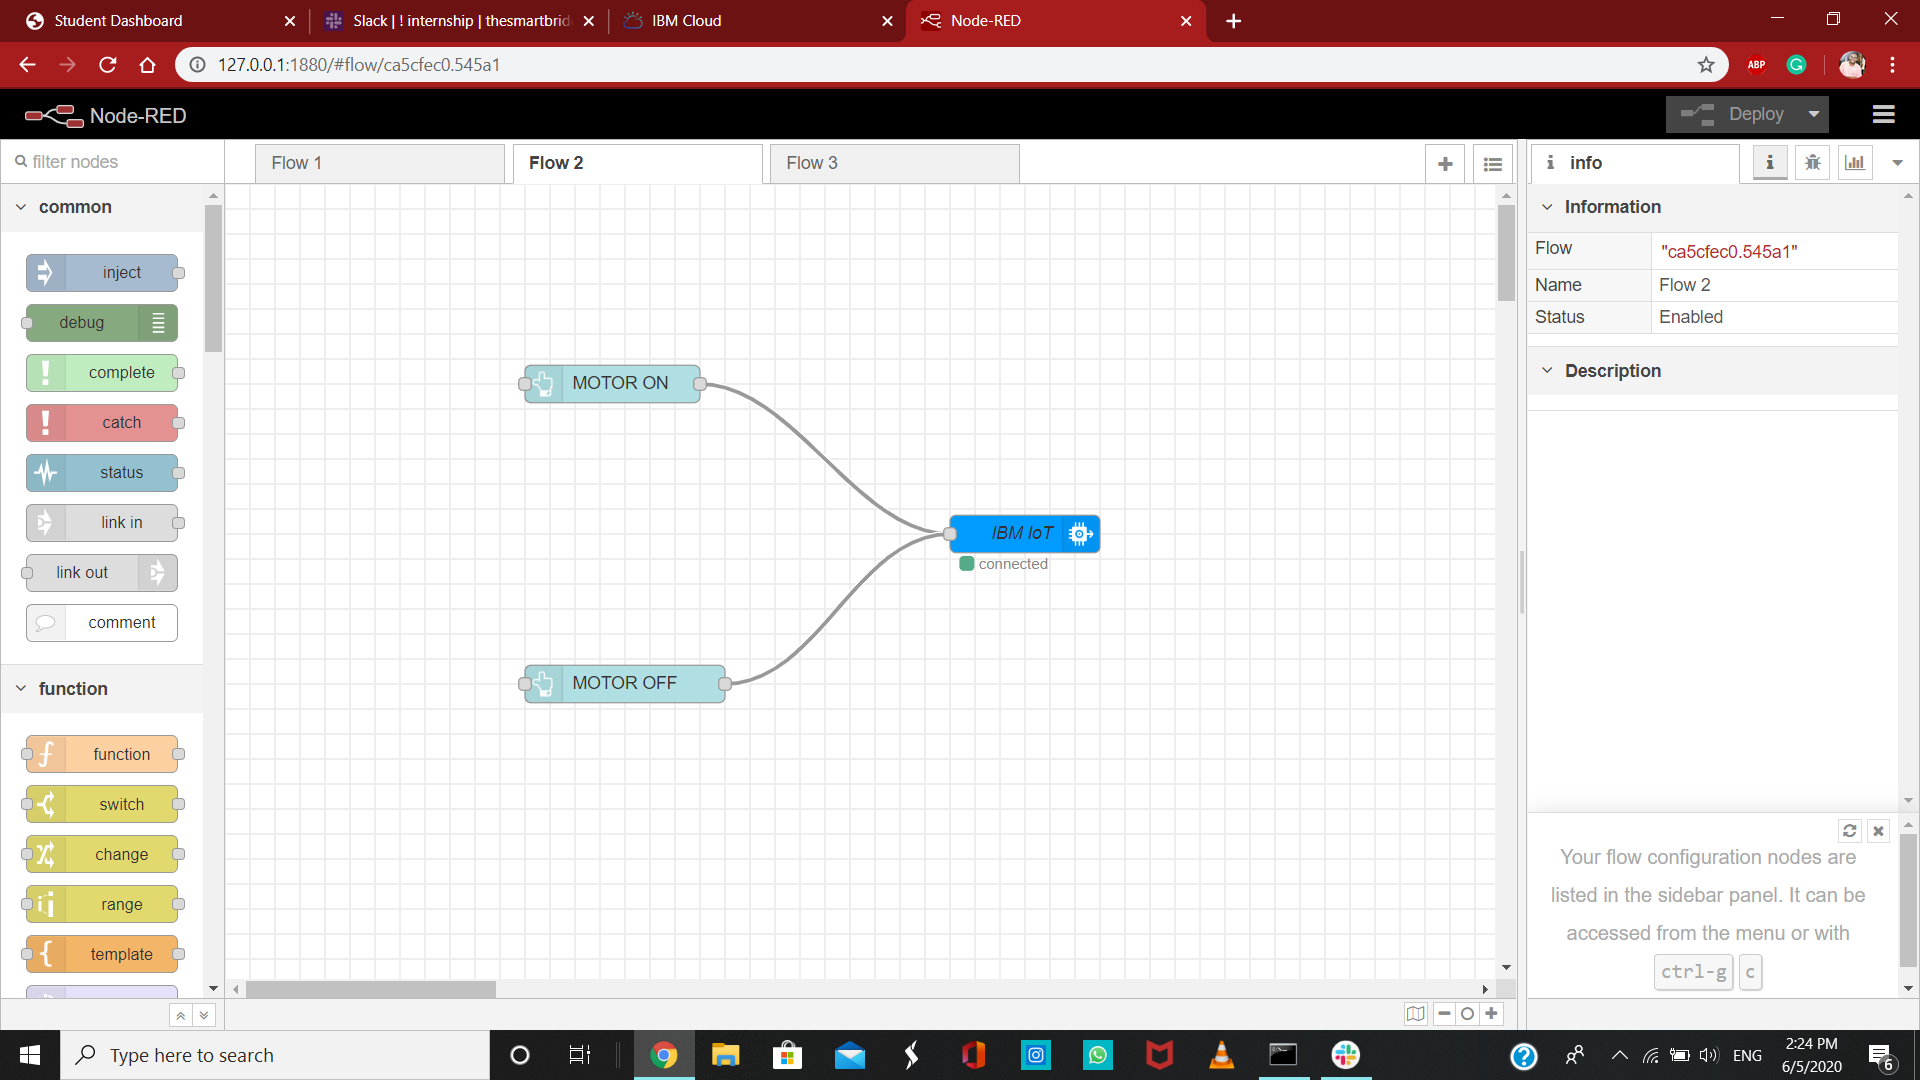 Student Dashboard
Slack | ! internship | thesmartbrid
IBM Cloud
Node-RED
127.0.0.1:1880/#flow/ca5cfec0.545a1
ABP
Node-RED
Deploy
filter nodes
Flow 1
Flow 2
Flow 3
info
common
inject
debug
complete
catch
status
link in
link out
comment
function
function
switch
change
range
template
MOTOR ON
IBM IoT
connected
MOTOR OFF
Information
Flow "ca5cfec0.545a1"
Name Flow 2
Status Enabled
Description
Your flow configuration nodes are
listed in the sidebar panel. It can be
accessed from the menu or with
ctrl-g c
Type here to search
ENG
2:24 PM
6/5/2020
6